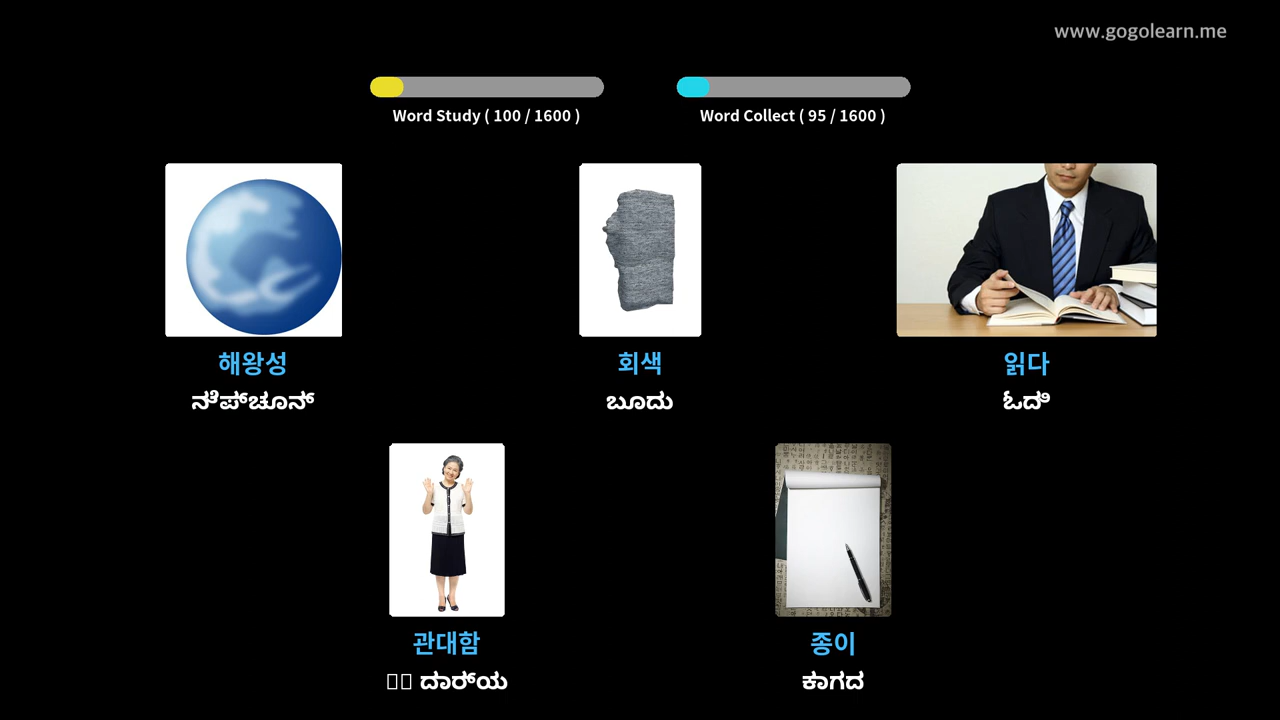 www.gogolearn.me
Word Study ( 100 / 1600 )
Word Collect ( 95 / 1600 )
해왕성
ನೆಪ್‌ಚೂನ್
회색
ಬೂದು
읽다
ಓದಿ
관대함
ದಾರ್‍ಯ
종이
ಕಾಗದ